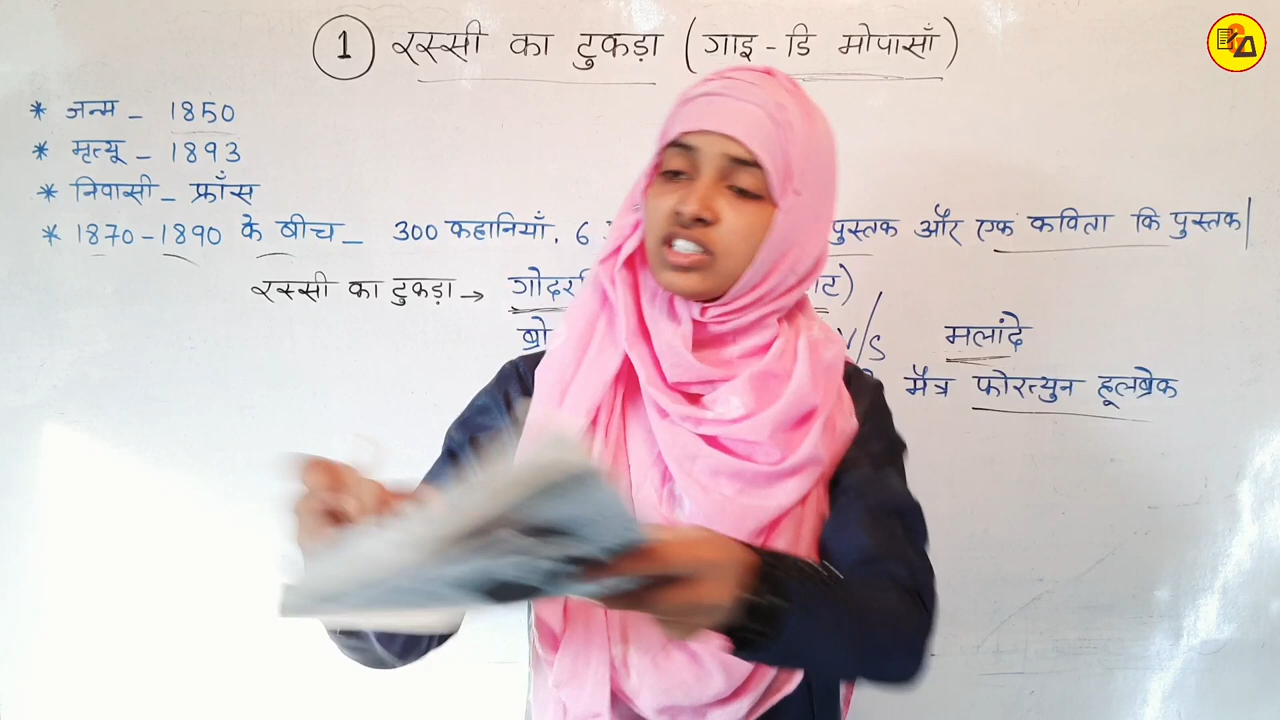 1 रस्सी का टुकड़ा (गाइ - डि मोपासाँ)
* जन्म - 1850
* मृत्यू - 1893
* निवासी - फ्राँस
* 1870-1890 के बीच - 300 कहानियाँ, 6 पुस्तक और एक कविता कि पुस्तक|
रस्सी का टुकड़ा →
V/S मलांदे
मैत्र फोरत्युन हूलब्रेक